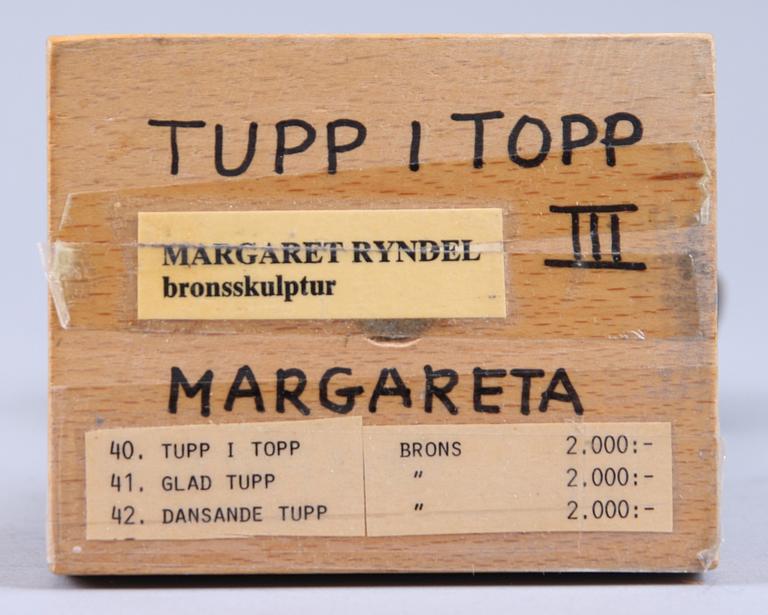 TUPP I TOPP
III
MARGARET RYNDEL
bronsskulptur
MARGARETA
40. TUPP I TOPP BRONS 2.000:-
41. GLAD TUPP " 2.000:-
42. DANSANDE TUPP " 2.000:-